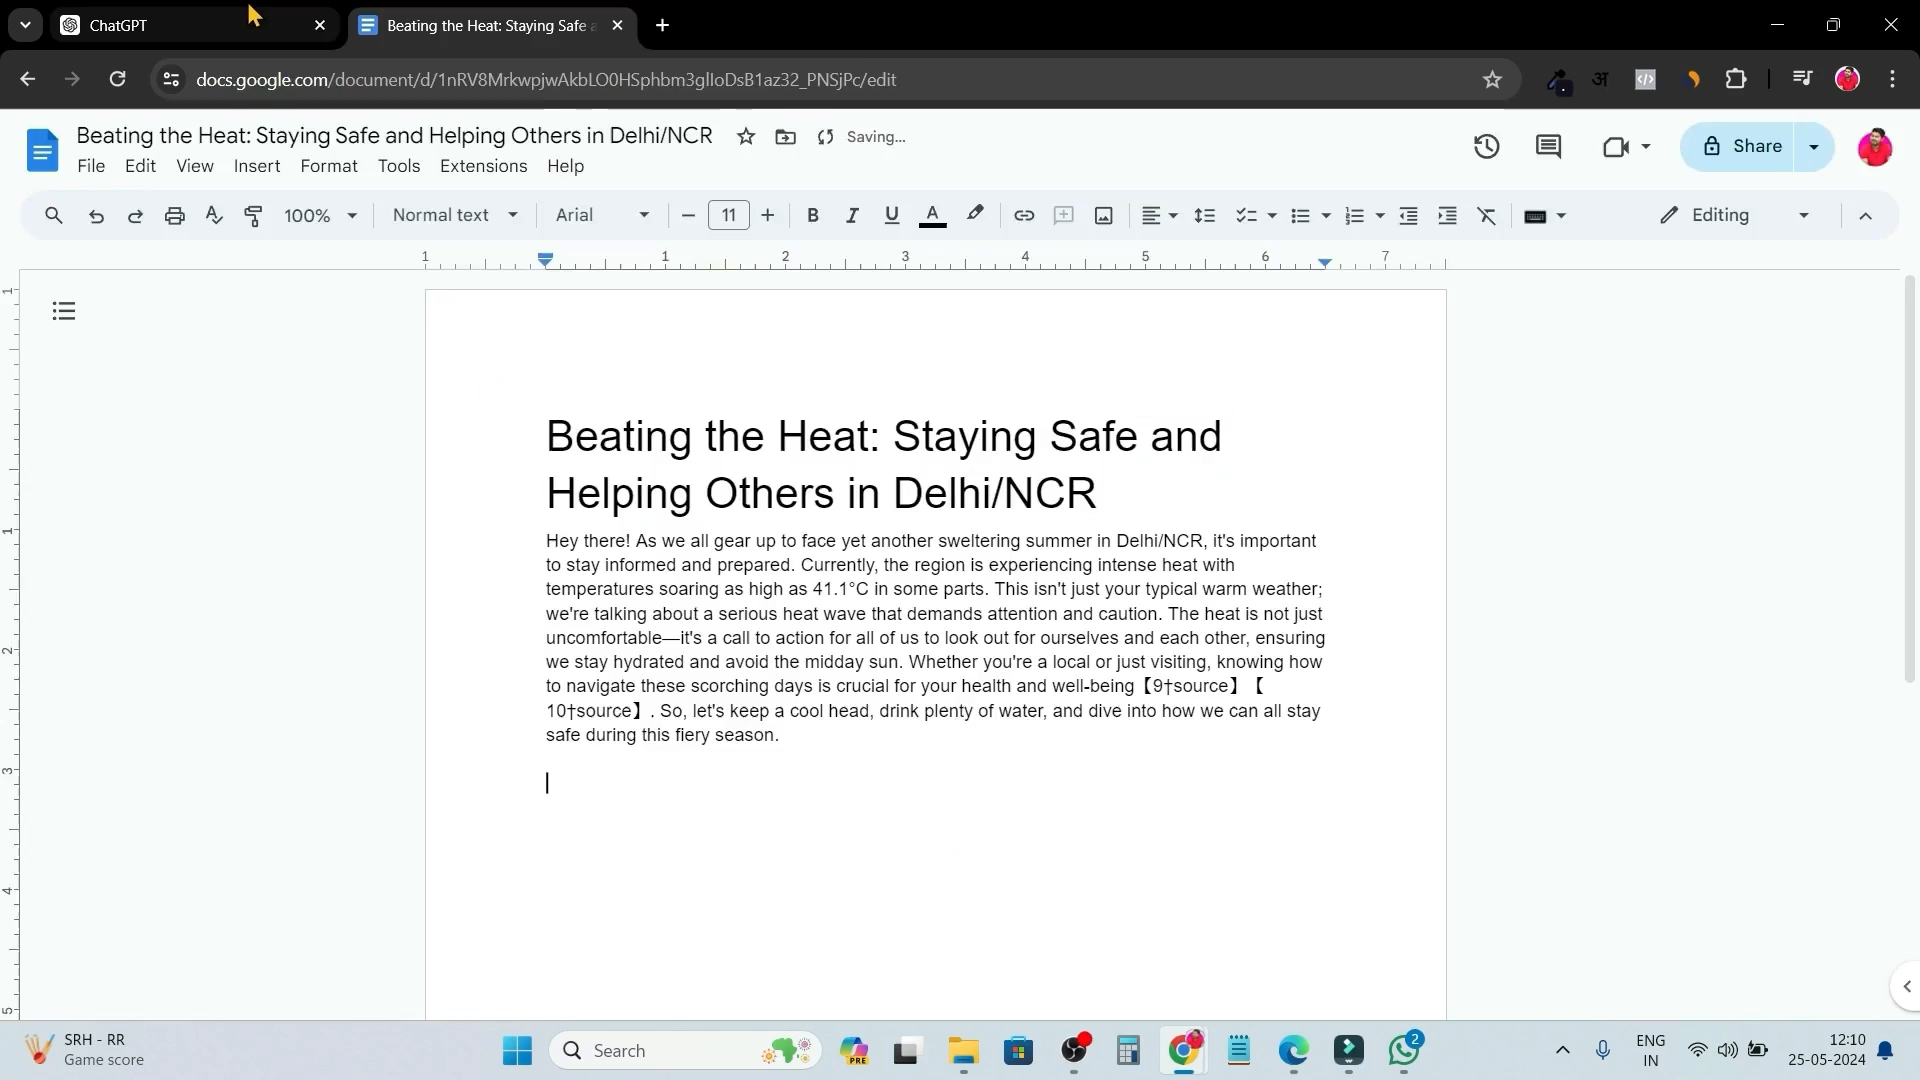 ChatGPT
Beating the Heat: Staying Safe a
docs.google.com/document/d/1nRV8MrkwpjwAkbLO0HSphbm3glIoDsB1az32_PNSjPc/edit
अ
Beating the Heat: Staying Safe and Helping Others in Delhi/NCR
Saving...
File Edit View Insert Format Tools Extensions Help
Share
100% Normal text Arial 11 B I U A Editing
1 1 2 3 4 5 6 7
1
1
2
3
4
5
Beating the Heat: Staying Safe and
Helping Others in Delhi/NCR
Hey there! As we all gear up to face yet another sweltering summer in Delhi/NCR, it's important
to stay informed and prepared. Currently, the region is experiencing intense heat with
temperatures soaring as high as 41.1°C in some parts. This isn't just your typical warm weather;
we're talking about a serious heat wave that demands attention and caution. The heat is not just
uncomfortable—it's a call to action for all of us to look out for ourselves and each other, ensuring
we stay hydrated and avoid the midday sun. Whether you're a local or just visiting, knowing how
to navigate these scorching days is crucial for your health and well-being【9†source】【
10†source】. So, let's keep a cool head, drink plenty of water, and dive into how we can all stay
safe during this fiery season.
SRH - RR
Game score
Search
PRE
2
ENG
IN
12:10
25-05-2024